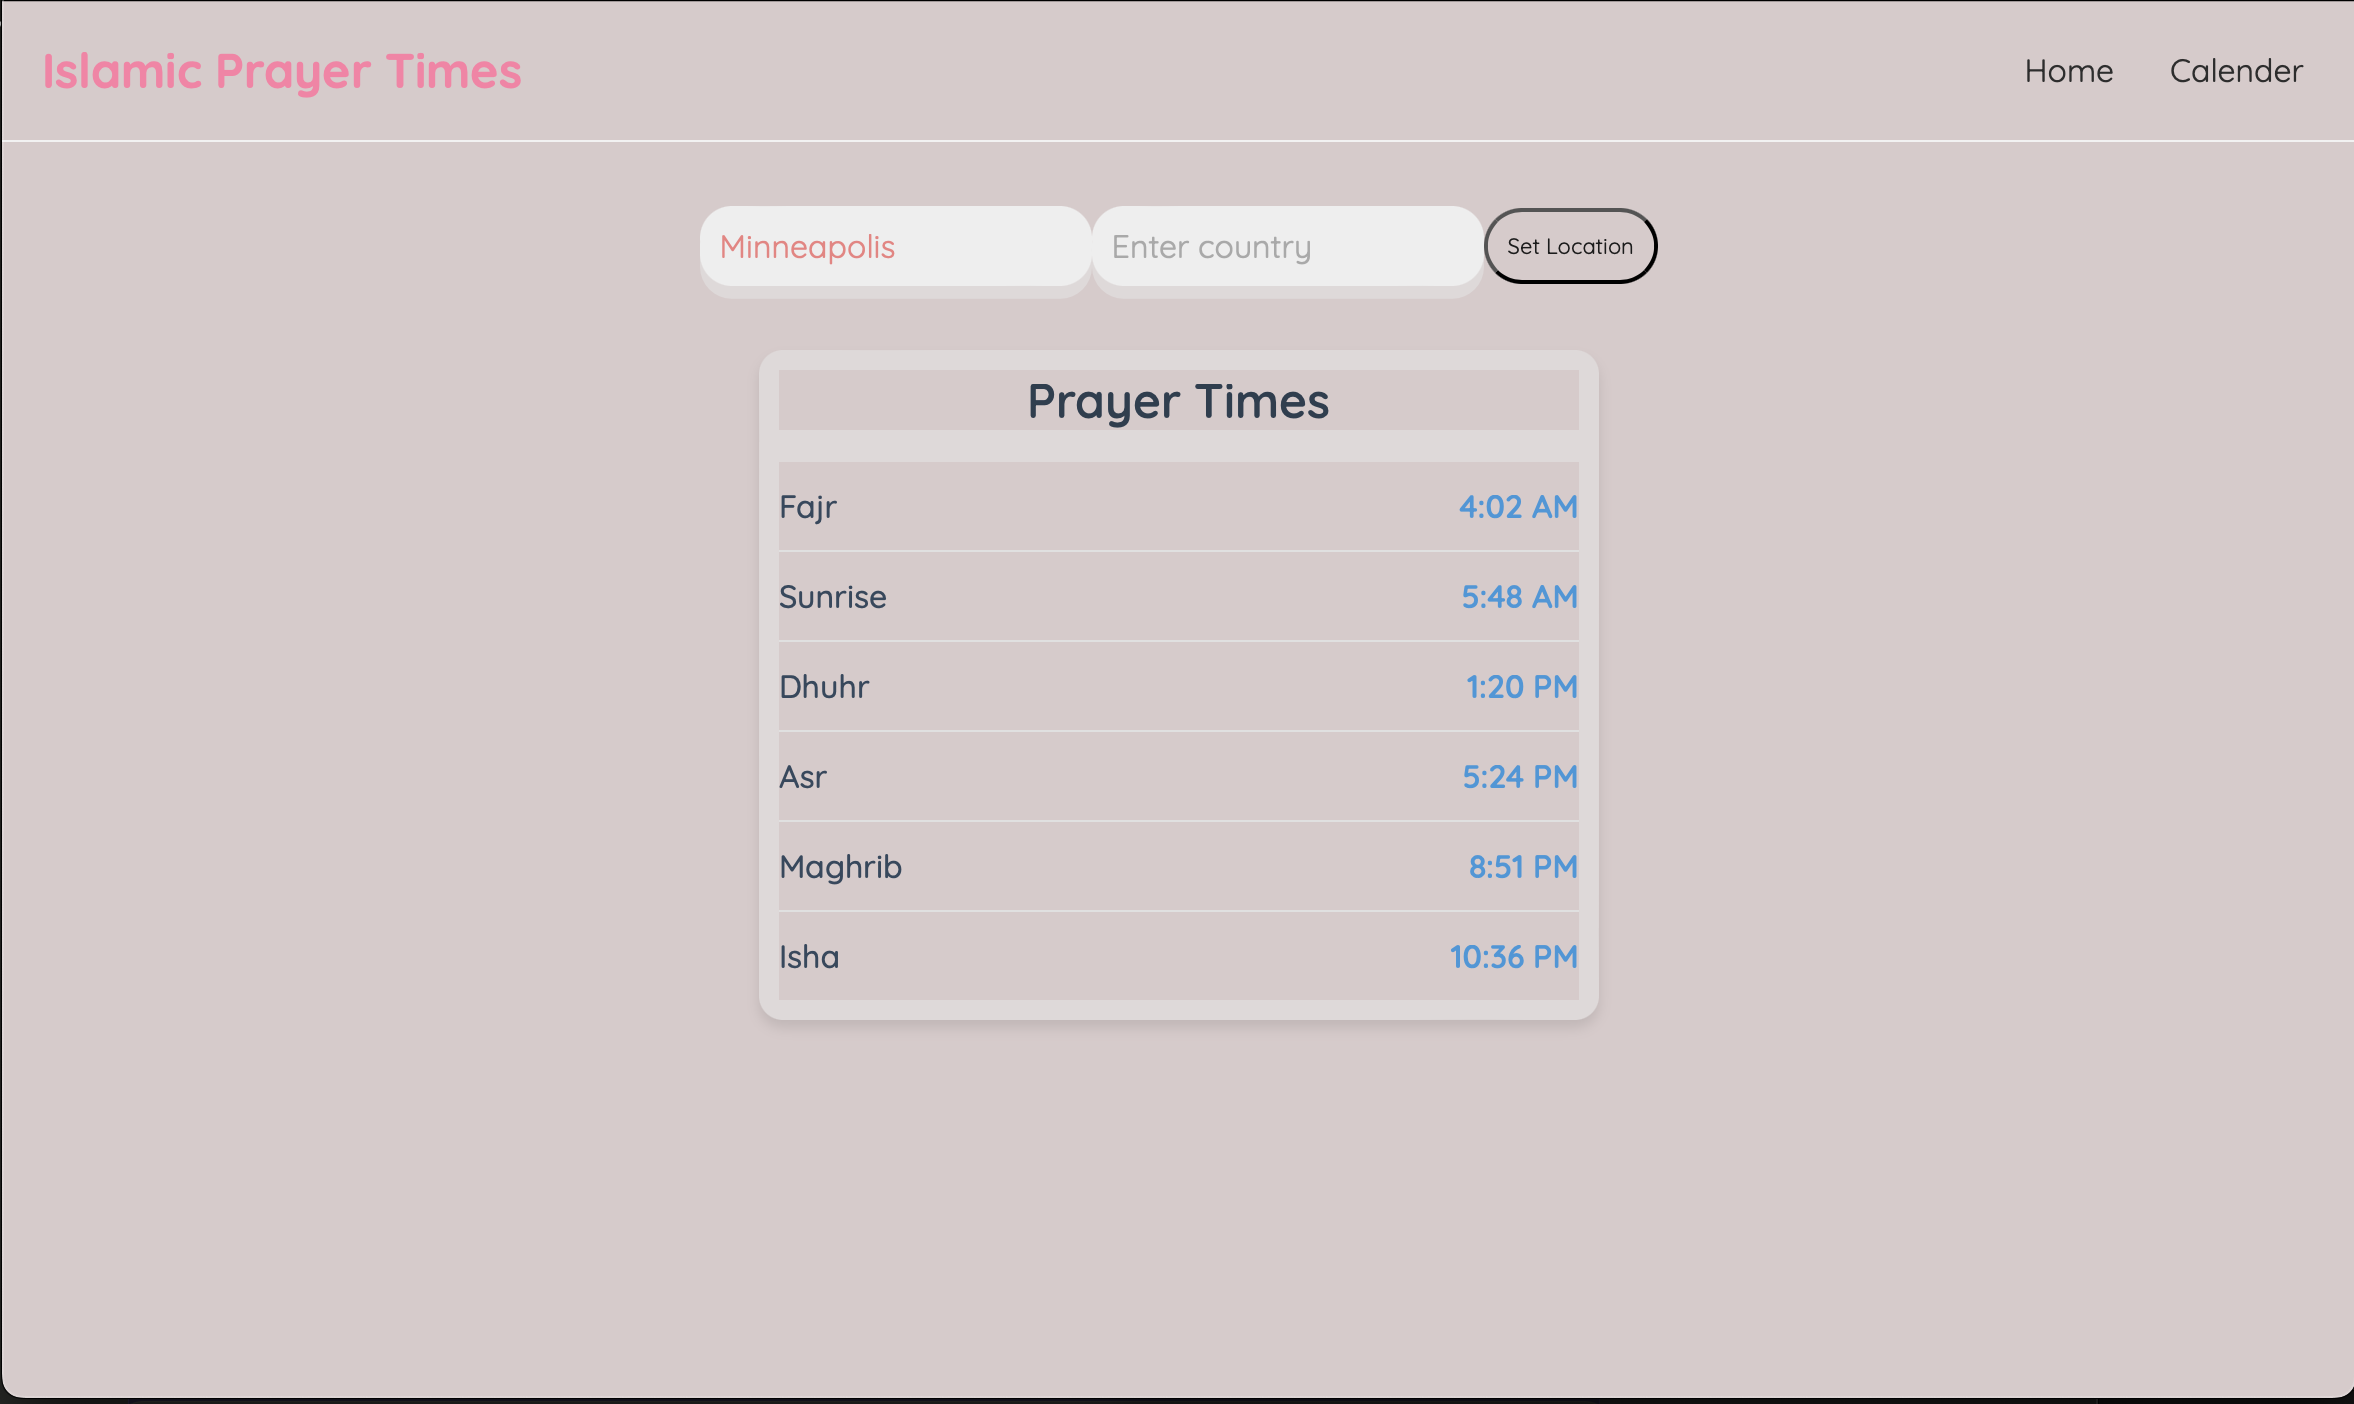 Islamic Prayer Times
Home Calender
Minneapolis Enter country Set Location
Prayer Times
Fajr 4:02 AM
Sunrise 5:48 AM
Dhuhr 1:20 PM
Asr 5:24 PM
Maghrib 8:51 PM
Isha 10:36 PM